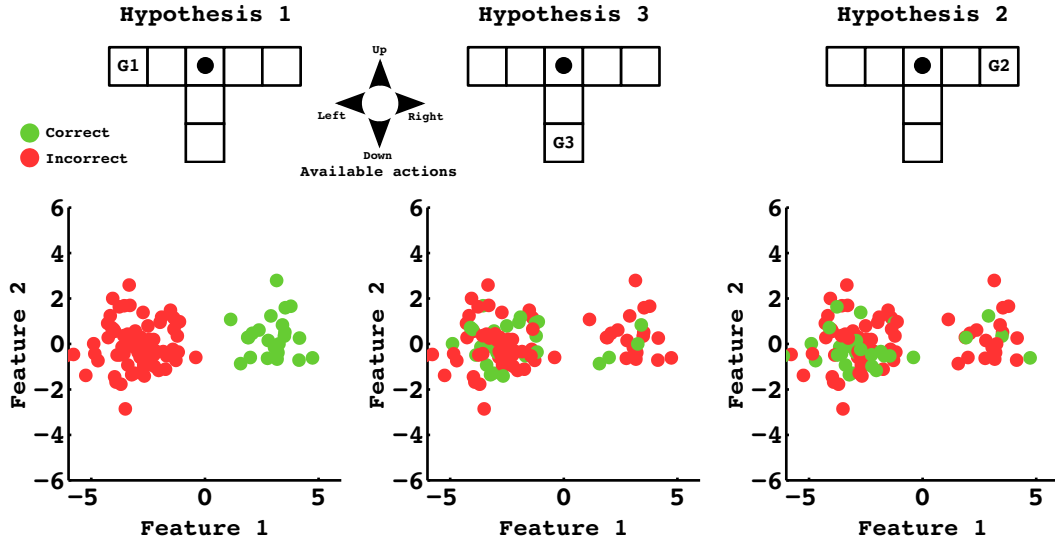 Hypothesis 1
Hypothesis 3
Hypothesis 2
G1
G3
G2
Up
Left
Right
Down
Available actions
Correct
Incorrect
6
4
2
0
−2
−4
−6
Feature 2
−5
0
5
Feature 1
6
4
2
0
−2
−4
−6
Feature 2
−5
0
5
Feature 1
6
4
2
0
−2
−4
−6
Feature 2
−5
0
5
Feature 1